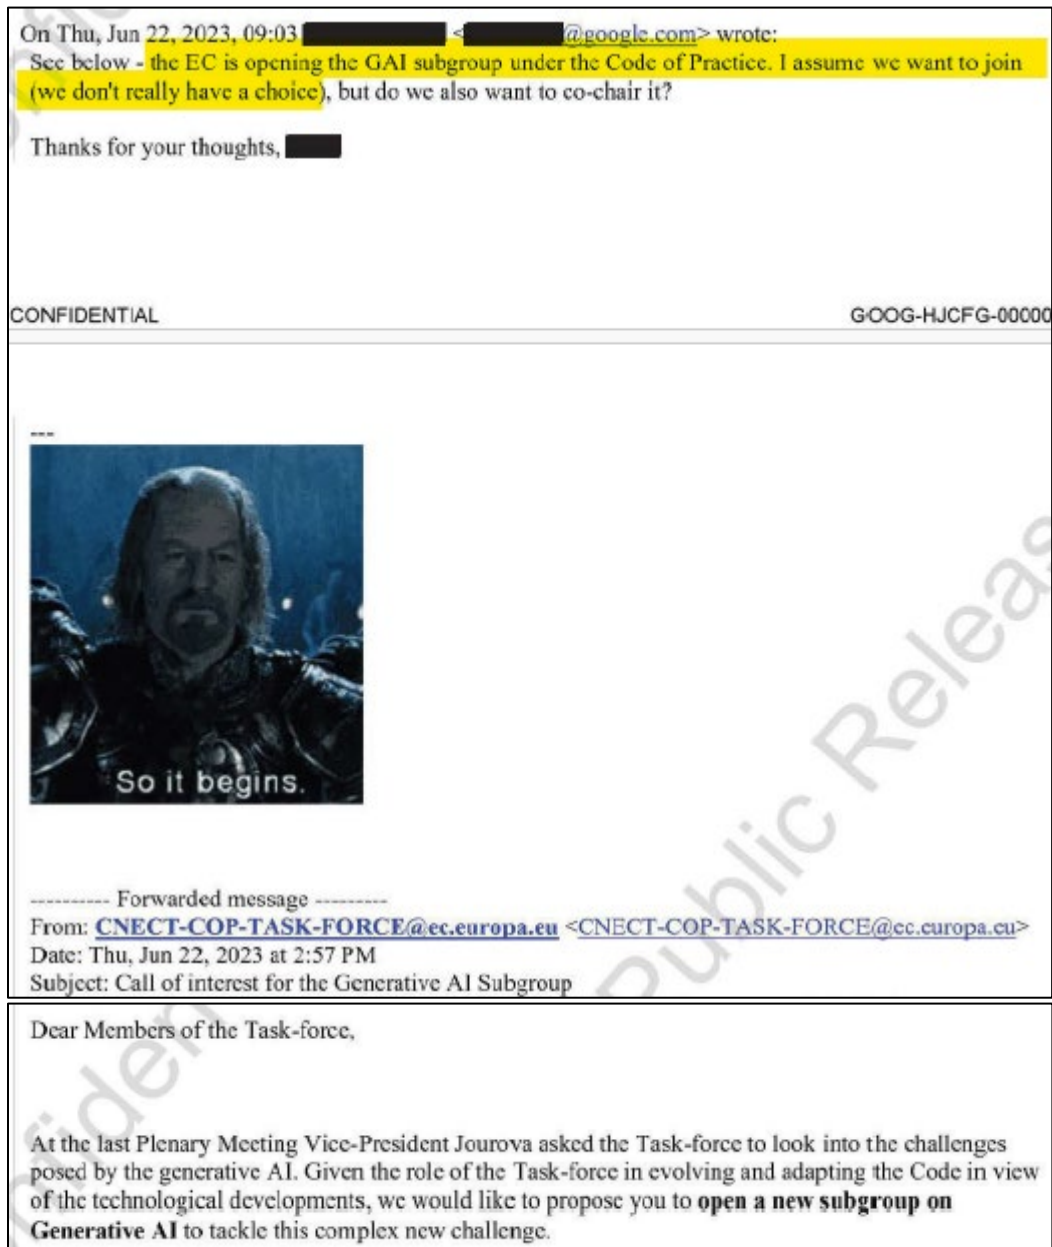 On Thu, Jun 22, 2023, 09:03 < @google.com> wrote:
See below - the EC is opening the GAI subgroup under the Code of Practice. I assume we want to join
(we don't really have a choice), but do we also want to co-chair it?
Thanks for your thoughts,
CONFIDENTIAL
GOOG-HJCFG-00000
---
So it begins.
---------- Forwarded message ---------
From: CNECT-COP-TASK-FORCE@ec.europa.eu <CNECT-COP-TASK-FORCE@ec.europa.eu>
Date: Thu, Jun 22, 2023 at 2:57 PM
Subject: Call of interest for the Generative AI Subgroup
Public Releas
Dear Members of the Task-force,
nfiden
At the last Plenary Meeting Vice-President Jourova asked the Task-force to look into the challenges
posed by the generative AI. Given the role of the Task-force in evolving and adapting the Code in view
of the technological developments, we would like to propose you to open a new subgroup on
Generative AI to tackle this complex new challenge.